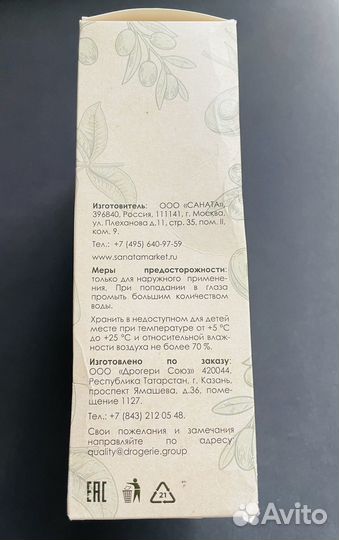 Изготовитель: ООО «САНАТА»,
396840, Россия, 111141, г. Москва,
ул. Плеханова д.11, стр. 35, пом. II,
ком. 9.
Тел.: +7 (495) 640-97-59
www.sanatamarket.ru
Меры предосторожности:
только для наружного примене-
ния. При попадании в глаза
промыть большим количеством
воды.
Хранить в недоступном для детей
месте при температуре от +5 °С
до +25 °С и относительной влаж-
ности воздуха не более 70 %.
Изготовлено по заказу:
ООО «Дрогери Союз» 420044,
Республика Татарстан, г. Казань,
проспект Ямашева, д.36, поме-
щение 1127.
Тел.: +7 (843) 212 05 48.
Свои пожелания и замечания
направляйте по адресу:
quality@drogerie.group
ЕАС
21
Avito